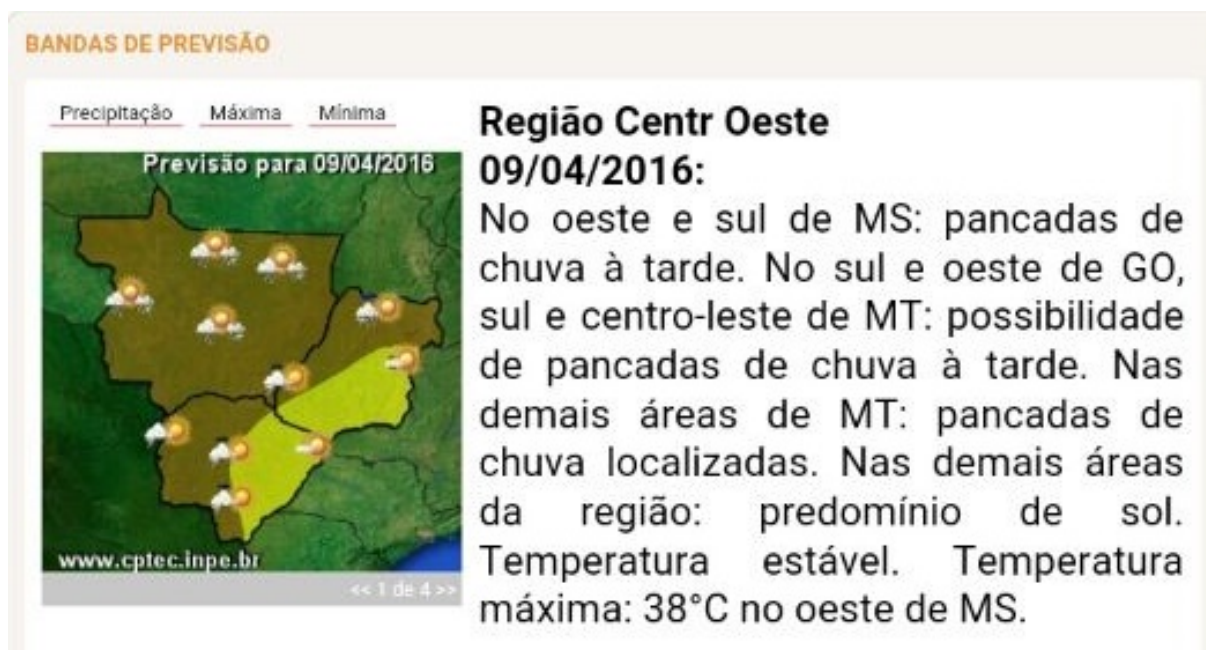 BANDAS DE PREVISÃO
Precipitação Máxima Mínima
Previsão para 09/04/2016
www.cptec.inpe.br
<< 1 de 4 >>
Região Centr Oeste
09/04/2016:
No oeste e sul de MS: pancadas de
chuva à tarde. No sul e oeste de GO,
sul e centro-leste de MT: possibilidade
de pancadas de chuva à tarde. Nas
demais áreas de MT: pancadas de
chuva localizadas. Nas demais áreas
da região: predomínio de sol.
Temperatura estável. Temperatura
máxima: 38°C no oeste de MS.